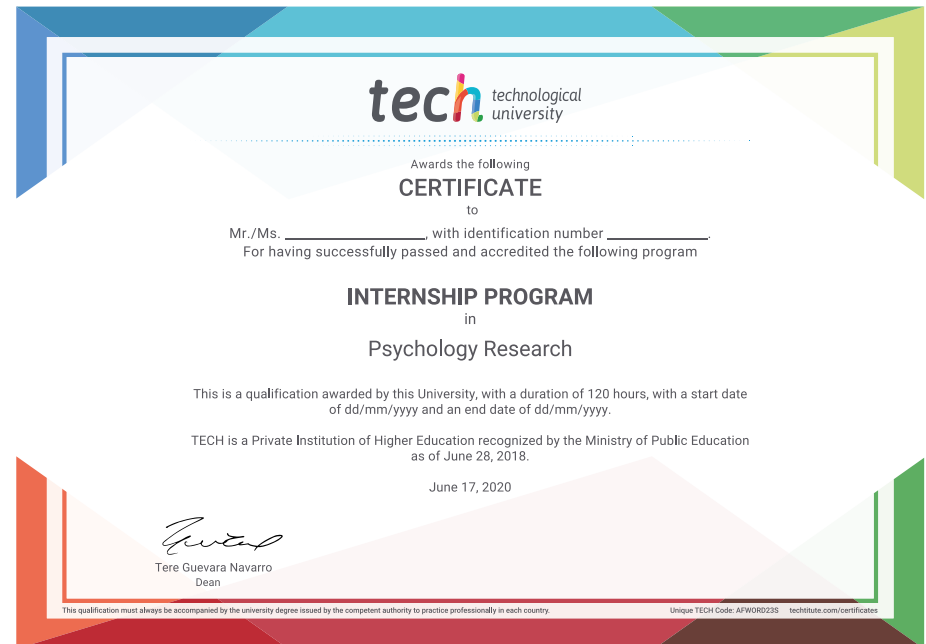 tech technological
university
Awards the following
CERTIFICATE
to
Mr./Ms. ____________________, with identification number ______________.
For having successfully passed and accredited the following program
INTERNSHIP PROGRAM
in
Psychology Research
This is a qualification awarded by this University, with a duration of 120 hours, with a start date
of dd/mm/yyyy and an end date of dd/mm/yyyy.
TECH is a Private Institution of Higher Education recognized by the Ministry of Public Education
as of June 28, 2018.
June 17, 2020
Tere Guevara Navarro
Dean
This qualification must always be accompanied by the university degree issued by the competent authority to practice professionally in each country.
Unique TECH Code: AFWORD23S techtitute.com/certificates